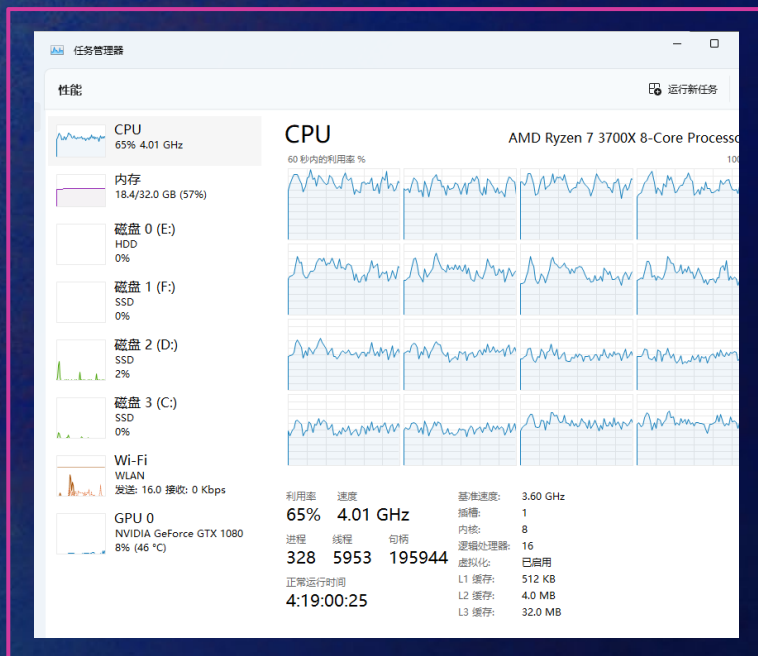 任务管理器
性能
运行新任务
CPU
65% 4.01 GHz
内存
18.4/32.0 GB (57%)
磁盘 0 (E:)
HDD
0%
磁盘 1 (F:)
SSD
0%
磁盘 2 (D:)
SSD
2%
磁盘 3 (C:)
SSD
0%
Wi-Fi
WLAN
发送: 16.0 接收: 0 Kbps
GPU 0
NVIDIA GeForce GTX 1080
8% (46 °C)
CPU AMD Ryzen 7 3700X 8-Core Processo
60 秒内的利用率 % 100
利用率 速度
65% 4.01 GHz
进程 线程 句柄
328 5953 195944
正常运行时间
4:19:00:25
基准速度: 3.60 GHz
插槽: 1
内核: 8
逻辑处理器: 16
虚拟化: 已启用
L1 缓存: 512 KB
L2 缓存: 4.0 MB
L3 缓存: 32.0 MB